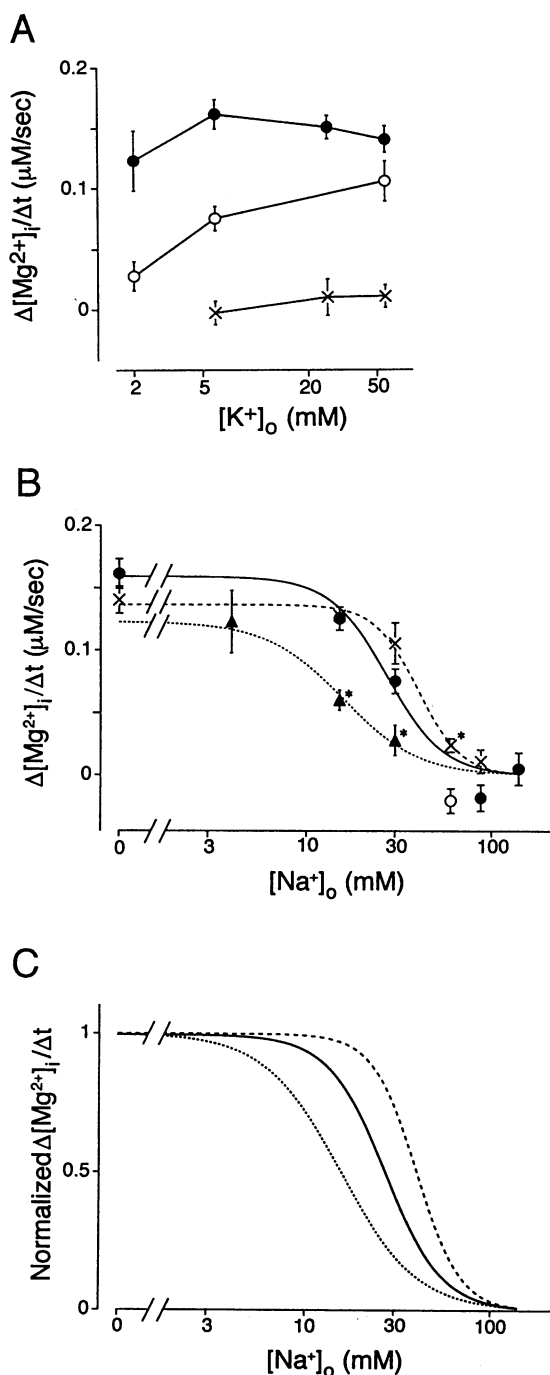 A
0.2
0.1
0
Δ[Mg²⁺]ᵢ/Δt (μM/sec)
2 5 20 50
[K⁺]ₒ (mM)
B
0.2
0.1
0
Δ[Mg²⁺]ᵢ/Δt (μM/sec)
* * *
0 3 10 30 100
[Na⁺]ₒ (mM)
C
1
0.5
0
Normalized Δ[Mg²⁺]ᵢ/Δt
0 3 10 30 100
[Na⁺]ₒ (mM)